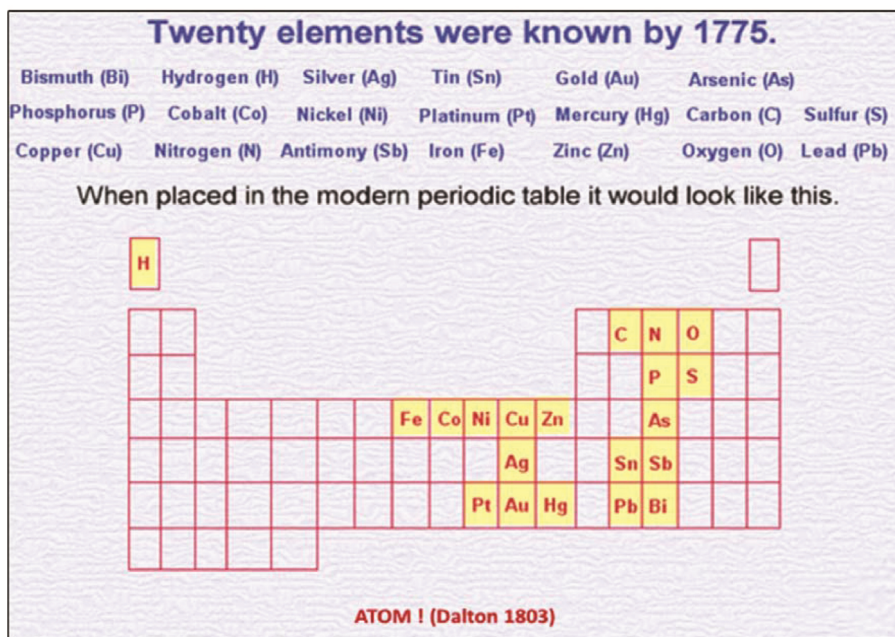 Twenty elements were known by 1775.
Bismuth (Bi) Hydrogen (H) Silver (Ag) Tin (Sn) Gold (Au) Arsenic (As)
Phosphorus (P) Cobalt (Co) Nickel (Ni) Platinum (Pt) Mercury (Hg) Carbon (C) Sulfur (S)
Copper (Cu) Nitrogen (N) Antimony (Sb) Iron (Fe) Zinc (Zn) Oxygen (O) Lead (Pb)
When placed in the modern periodic table it would look like this.
H
C N O
P S
Fe Co Ni Cu Zn As
Ag Sn Sb
Pt Au Hg Pb Bi
ATOM ! (Dalton 1803)